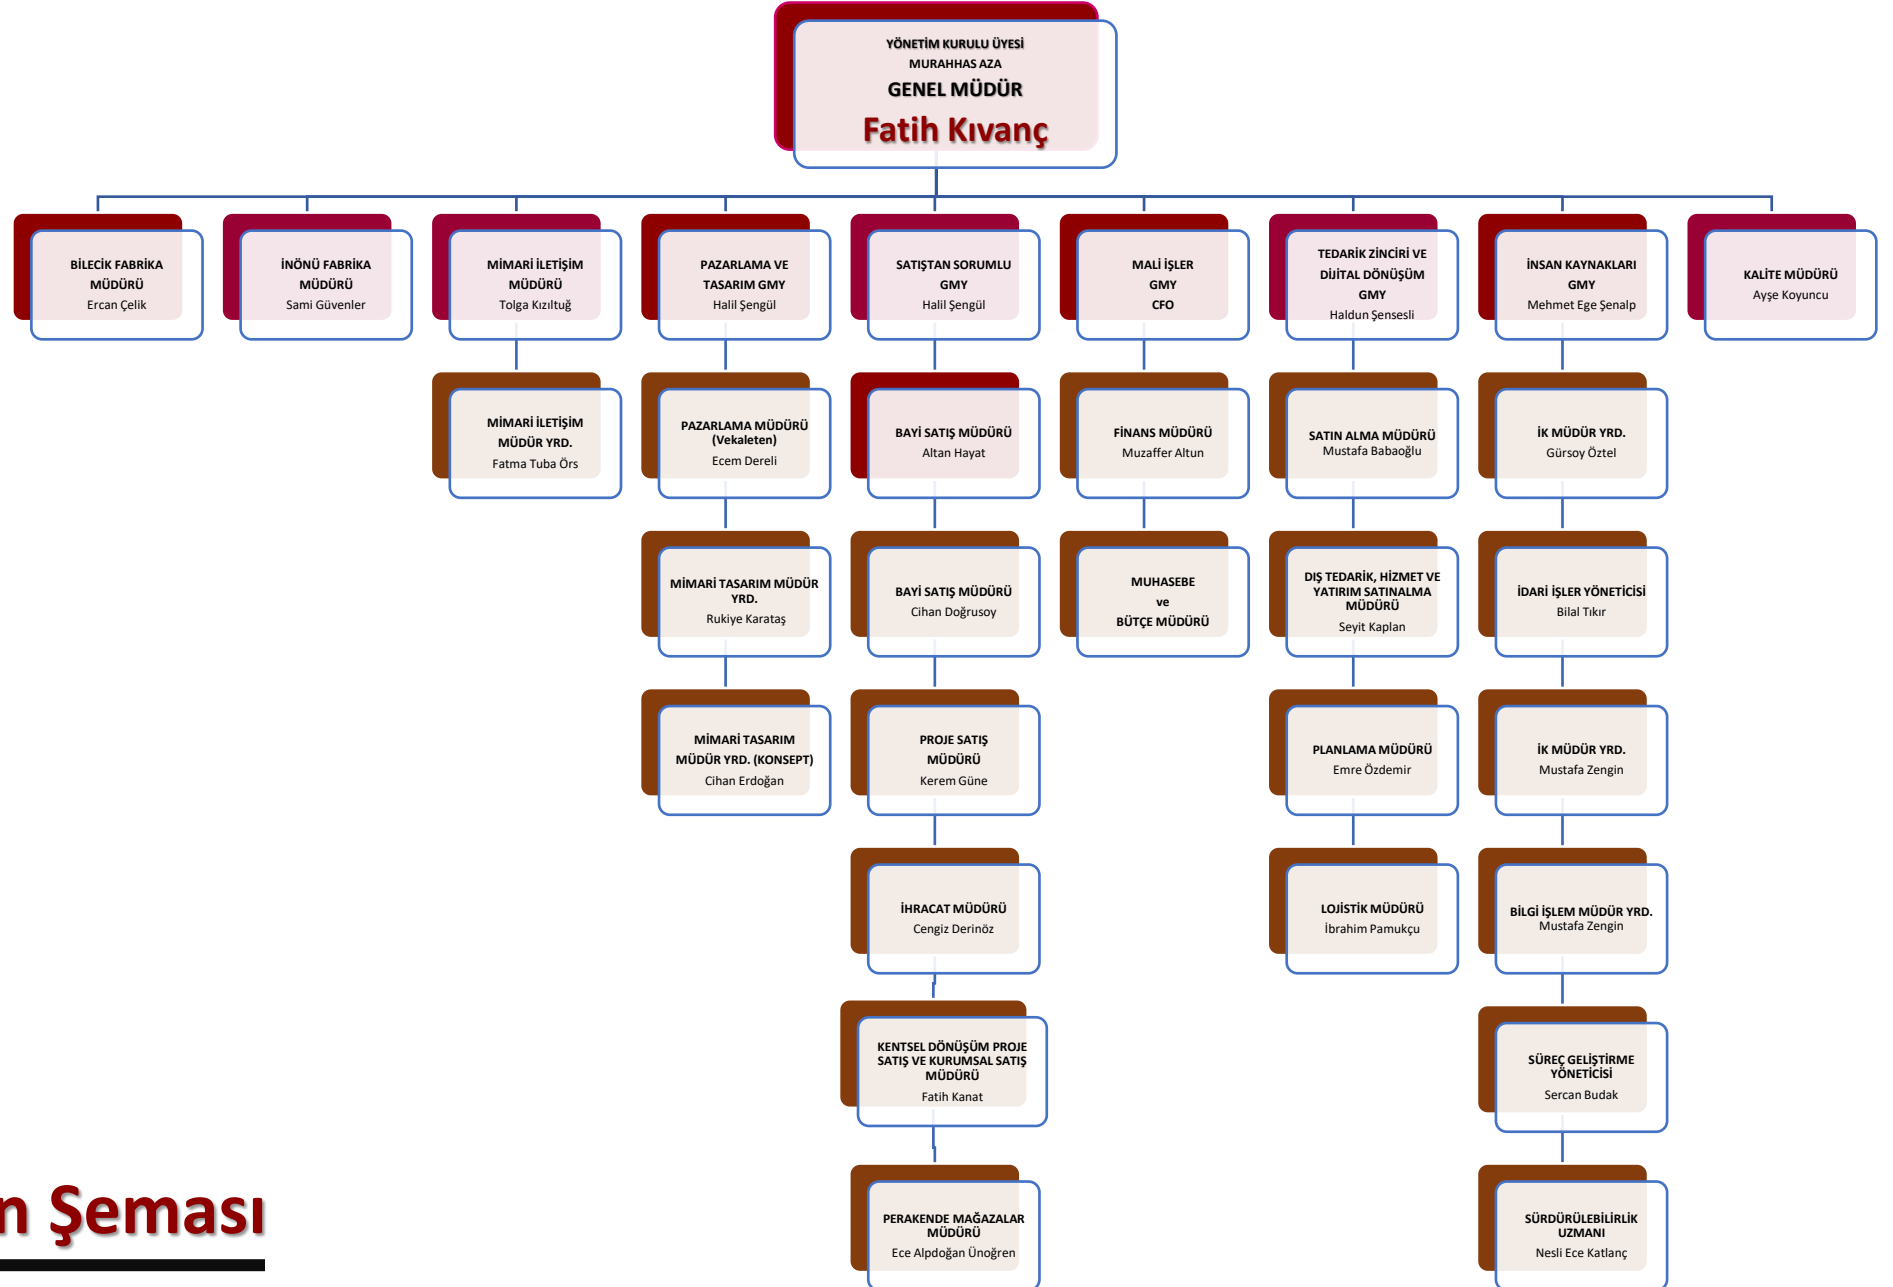 YÖNETİM KURULU ÜYESİ
MURAHHAS AZA
GENEL MÜDÜR
Fatih Kıvanç
BİLECİK FABRİKA
MÜDÜRÜ
Ercan Çelik
İNÖNÜ FABRİKA
MÜDÜRÜ
Sami Güvenler
MİMARİ İLETİŞİM
MÜDÜRÜ
Tolga Kızıltuğ
PAZARLAMA VE
TASARIM GMY
Halil Şengül
SATIŞTAN SORUMLU
GMY
Halil Şengül
MALİ İŞLER
GMY
CFO
TEDARİK ZİNCİRİ VE
DİJİTAL DÖNÜŞÜM
GMY
Haldun Şensesli
İNSAN KAYNAKLARI
GMY
Mehmet Ege Şenalp
KALİTE MÜDÜRÜ
Ayşe Koyuncu
MİMARİ İLETİŞİM
MÜDÜR YRD.
Fatma Tuba Örs
PAZARLAMA MÜDÜRÜ
(Vekaleten)
Ecem Dereli
BAYİ SATIŞ MÜDÜRÜ
Altan Hayat
FİNANS MÜDÜRÜ
Muzaffer Altun
SATIN ALMA MÜDÜRÜ
Mustafa Babaoğlu
İK MÜDÜR YRD.
Gürsoy Öztel
MİMARİ TASARIM MÜDÜR
YRD.
Rukiye Karataş
BAYİ SATIŞ MÜDÜRÜ
Cihan Doğrusoy
MUHASEBE
ve
BÜTÇE MÜDÜRÜ
DIŞ TEDARİK, HİZMET VE
YATIRIM SATINALMA
MÜDÜRÜ
Seyit Kaplan
İDARİ İŞLER YÖNETİCİSİ
Bilal Tıkır
MİMARİ TASARIM
MÜDÜR YRD. (KONSEPT)
Cihan Erdoğan
PROJE SATIŞ
MÜDÜRÜ
Kerem Güne
PLANLAMA MÜDÜRÜ
Emre Özdemir
İK MÜDÜR YRD.
Mustafa Zengin
İHRACAT MÜDÜRÜ
Cengiz Derinöz
LOJİSTİK MÜDÜRÜ
İbrahim Pamukçu
BİLGİ İŞLEM MÜDÜR YRD.
Mustafa Zengin
KENTSEL DÖNÜŞÜM PROJE
SATIŞ VE KURUMSAL SATIŞ
MÜDÜRÜ
Fatih Kanat
SÜREÇ GELİŞTİRME
YÖNETİCİSİ
Sercan Budak
PERAKENDE MAĞAZALAR
MÜDÜRÜ
Ece Alpdoğan Ünoğren
SÜRDÜRÜLEBİLİRLİK
UZMANI
Nesli Ece Katlanç
n Şeması